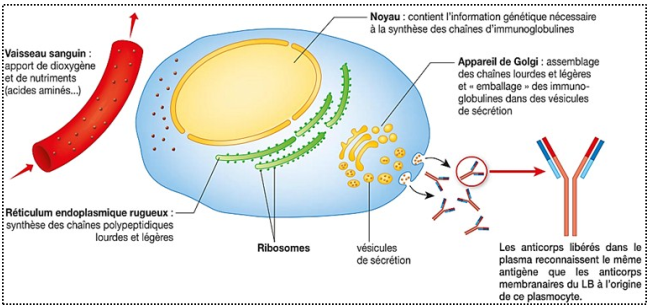 Noyau : contient l'information génétique nécessaire
à la synthèse des chaînes d'immunoglobulines
Vaisseau sanguin :
apport de dioxygène
et de nutriments
(acides aminés...)
Appareil de Golgi : assemblage
des chaînes lourdes et légères
et « emballage » des immuno-
globulines dans des vésicules
de sécrétion
Réticulum endoplasmique rugueux :
synthèse des chaînes polypeptidiques
lourdes et légères
Ribosomes
vésicules
de sécrétion
Les anticorps libérés dans le
plasma reconnaissent le même
antigène que les anticorps
membranaires du LB à l'origine
de ce plasmocyte.